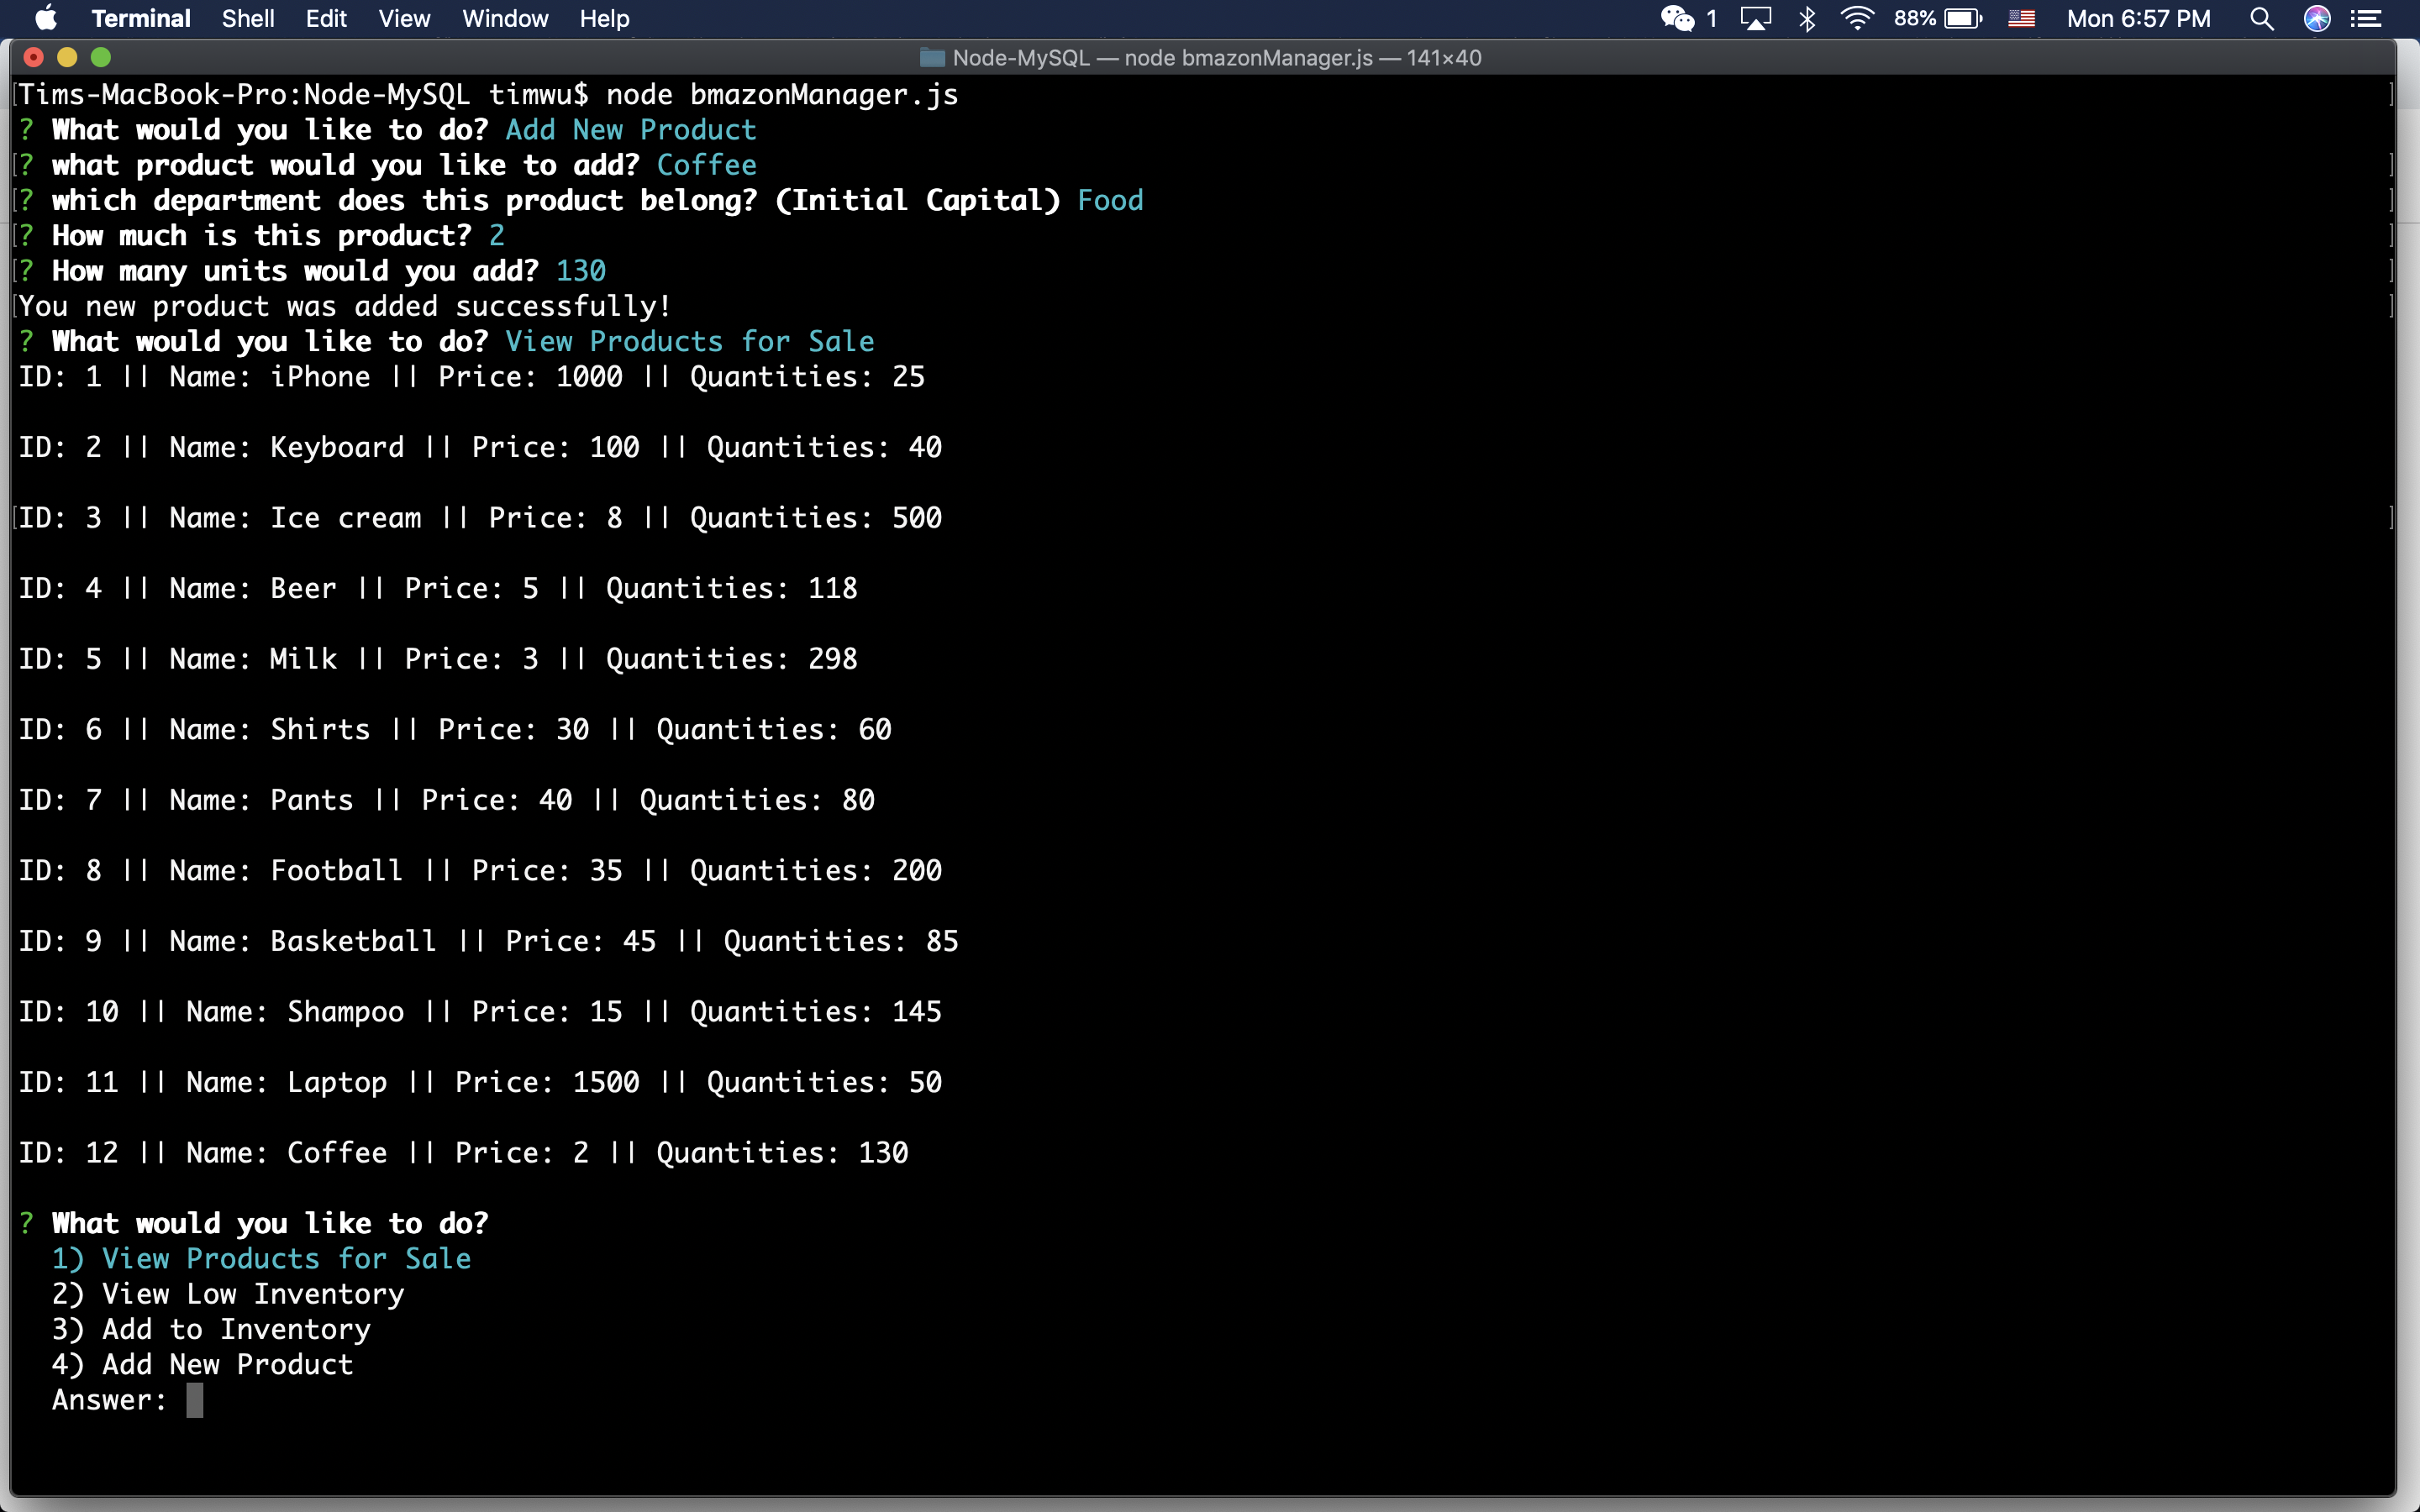 Terminal Shell Edit View Window Help 1 88% Mon 6:57 PM
Node-MySQL — node bmazonManager.js — 141×40
[Tims-MacBook-Pro:Node-MySQL timwu$ node bmazonManager.js ]
? What would you like to do? Add New Product
[? what product would you like to add? Coffee ]
[? which department does this product belong? (Initial Capital) Food ]
[? How much is this product? 2 ]
[? How many units would you add? 130 ]
[You new product was added successfully! ]
? What would you like to do? View Products for Sale
ID: 1 || Name: iPhone || Price: 1000 || Quantities: 25
ID: 2 || Name: Keyboard || Price: 100 || Quantities: 40
[ID: 3 || Name: Ice cream || Price: 8 || Quantities: 500 ]
ID: 4 || Name: Beer || Price: 5 || Quantities: 118
ID: 5 || Name: Milk || Price: 3 || Quantities: 298
ID: 6 || Name: Shirts || Price: 30 || Quantities: 60
ID: 7 || Name: Pants || Price: 40 || Quantities: 80
ID: 8 || Name: Football || Price: 35 || Quantities: 200
ID: 9 || Name: Basketball || Price: 45 || Quantities: 85
ID: 10 || Name: Shampoo || Price: 15 || Quantities: 145
ID: 11 || Name: Laptop || Price: 1500 || Quantities: 50
ID: 12 || Name: Coffee || Price: 2 || Quantities: 130
? What would you like to do?
1) View Products for Sale
2) View Low Inventory
3) Add to Inventory
4) Add New Product
Answer: